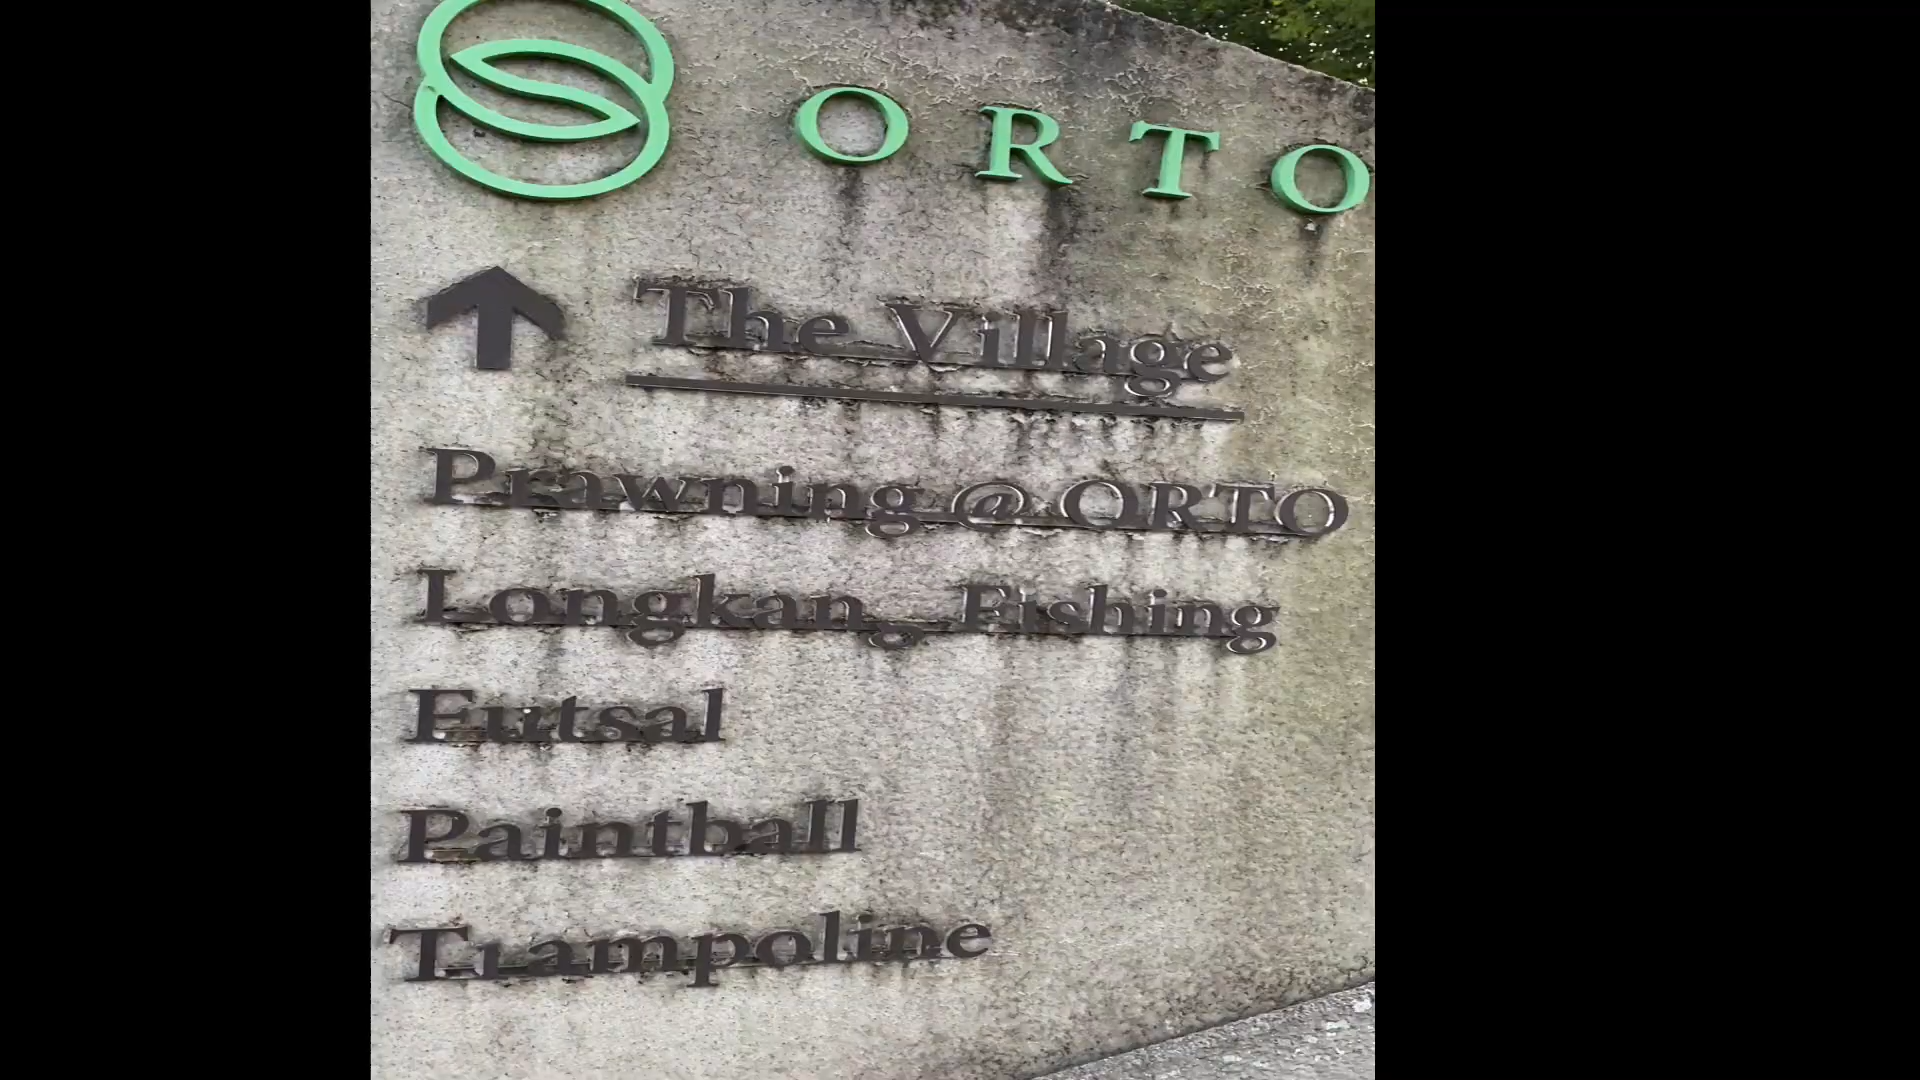 ORTO
The Village
Prawning @ ORTO
Longkang Fishing
Futsal
Paintball
Trampoline